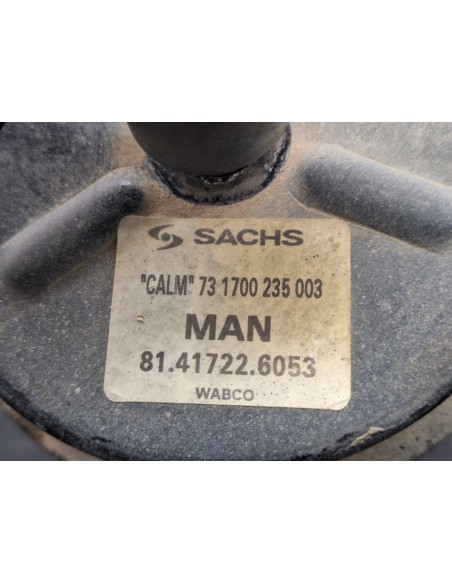 SACHS
"CALM" 73 1700 235 003
MAN
81.41722.6053
WABCO